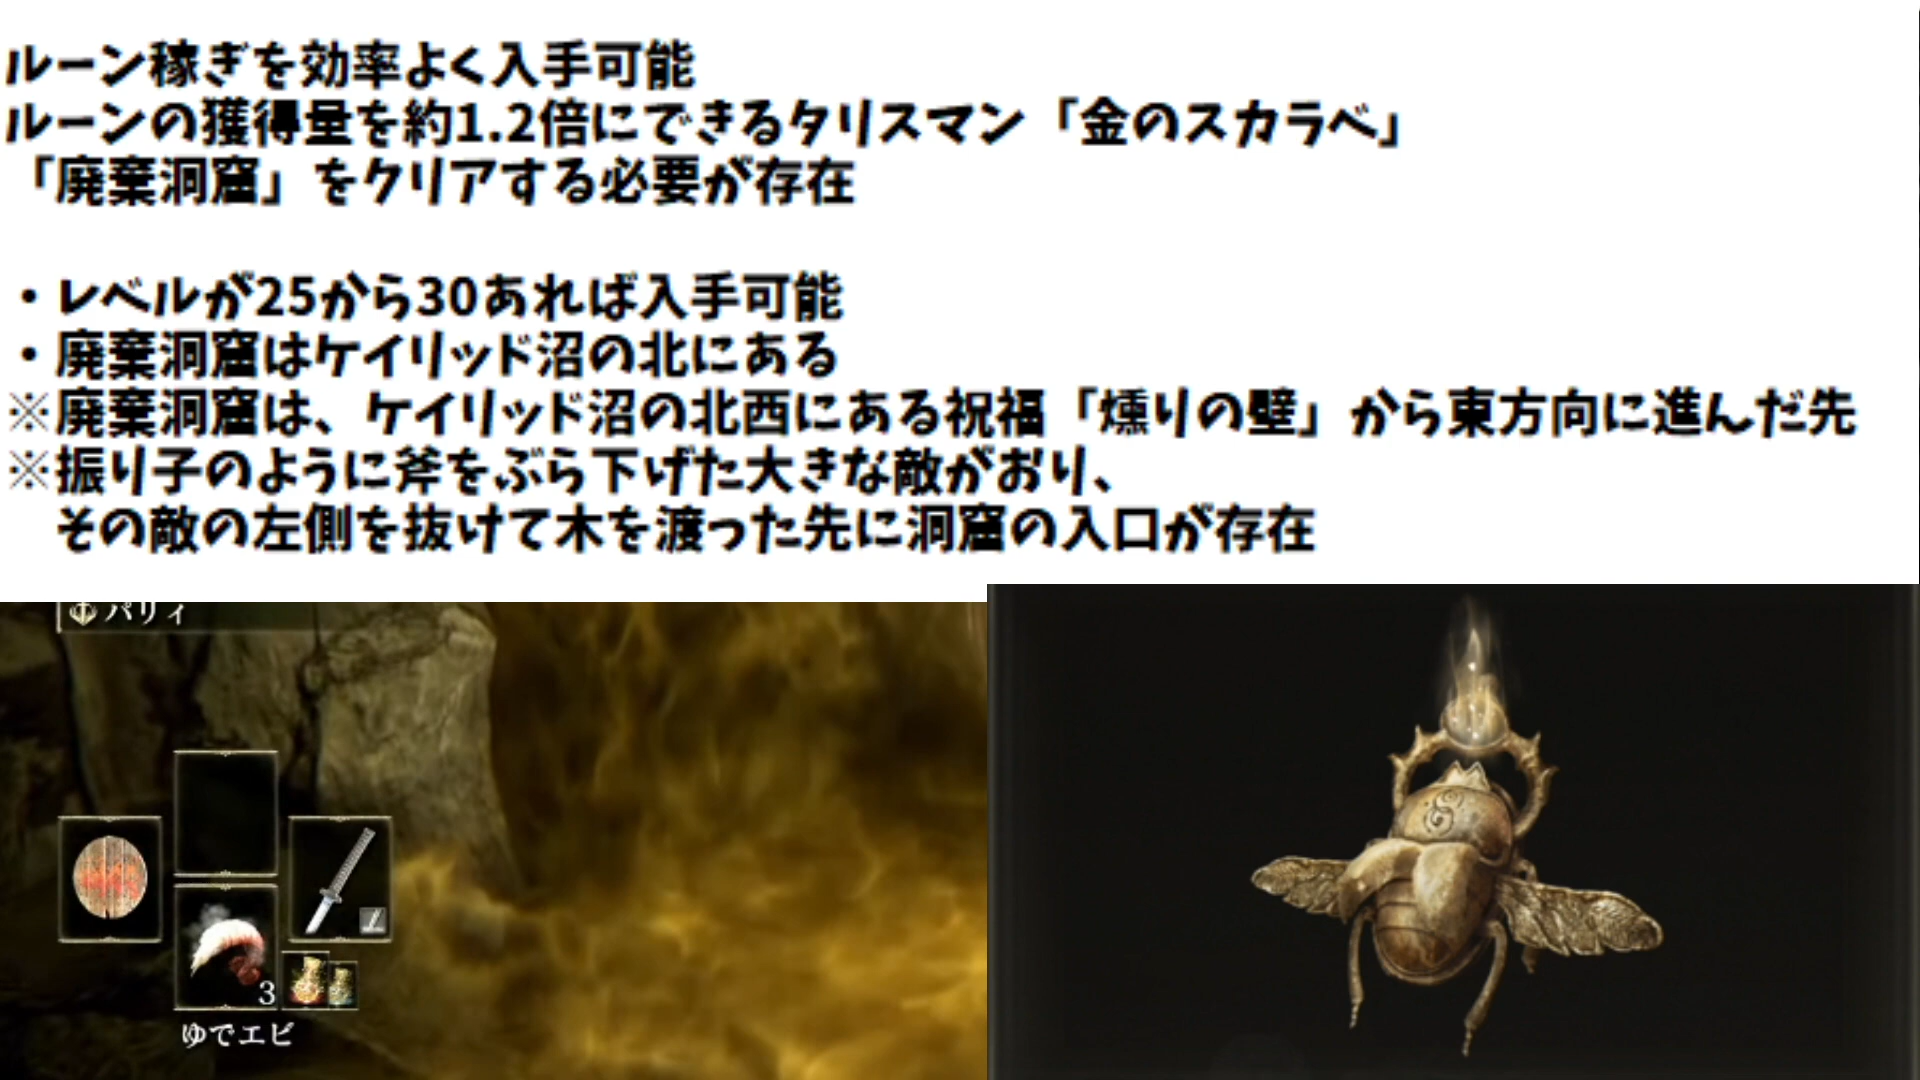 ルーン稼ぎを効率よく入手可能
ルーンの獲得量を約1.2倍にできるタリスマン「金のスカラベ」
「廃棄洞窟」をクリアする必要が存在
・レベルが25から30あれば入手可能
・廃棄洞窟はケイリッド沼の北にある
※廃棄洞窟は、ケイリッド沼の北西にある祝福「燻りの壁」から東方向に進んだ先
※振り子のように斧をぶら下げた大きな敵がおり、
その敵の左側を抜けて木を渡った先に洞窟の入口が存在
パリィ
3
ゆでエビ